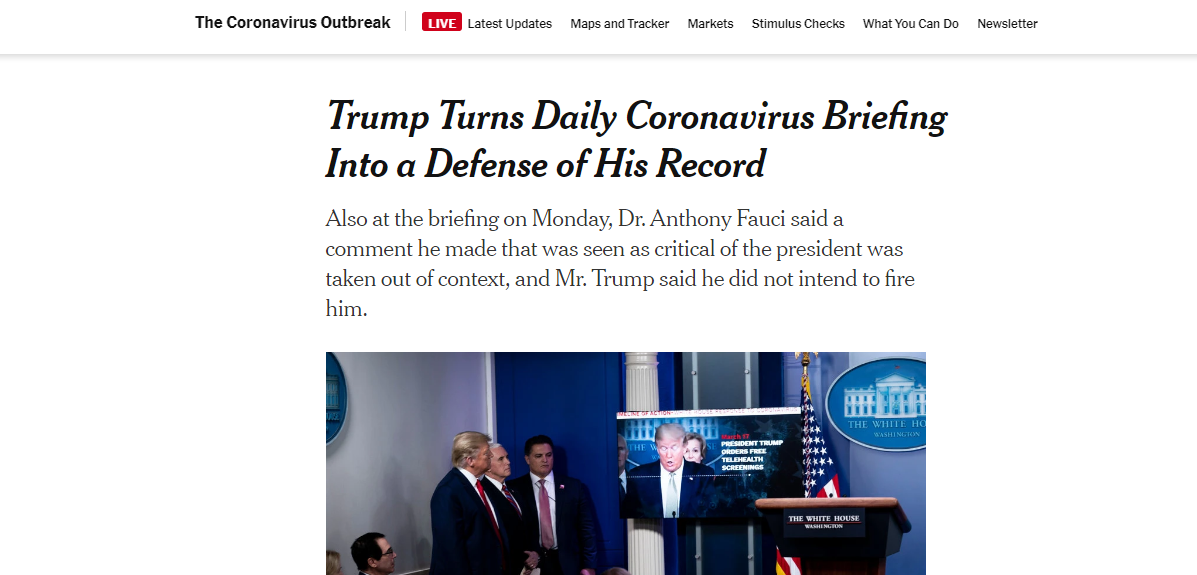 The Coronavirus Outbreak LIVE Latest Updates Maps and Tracker Markets Stimulus Checks What You Can Do Newsletter
Trump Turns Daily Coronavirus Briefing
Into a Defense of His Record
Also at the briefing on Monday, Dr. Anthony Fauci said a
comment he made that was seen as critical of the president was
taken out of context, and Mr. Trump said he did not intend to fire
him.
THE WHITE HO
WASHINGTON
March 17
PRESIDENT TRUMP
ORDERS FREE
TELEHEALTH
SCREENINGS
THE WHITE HOUSE
WASHINGTON